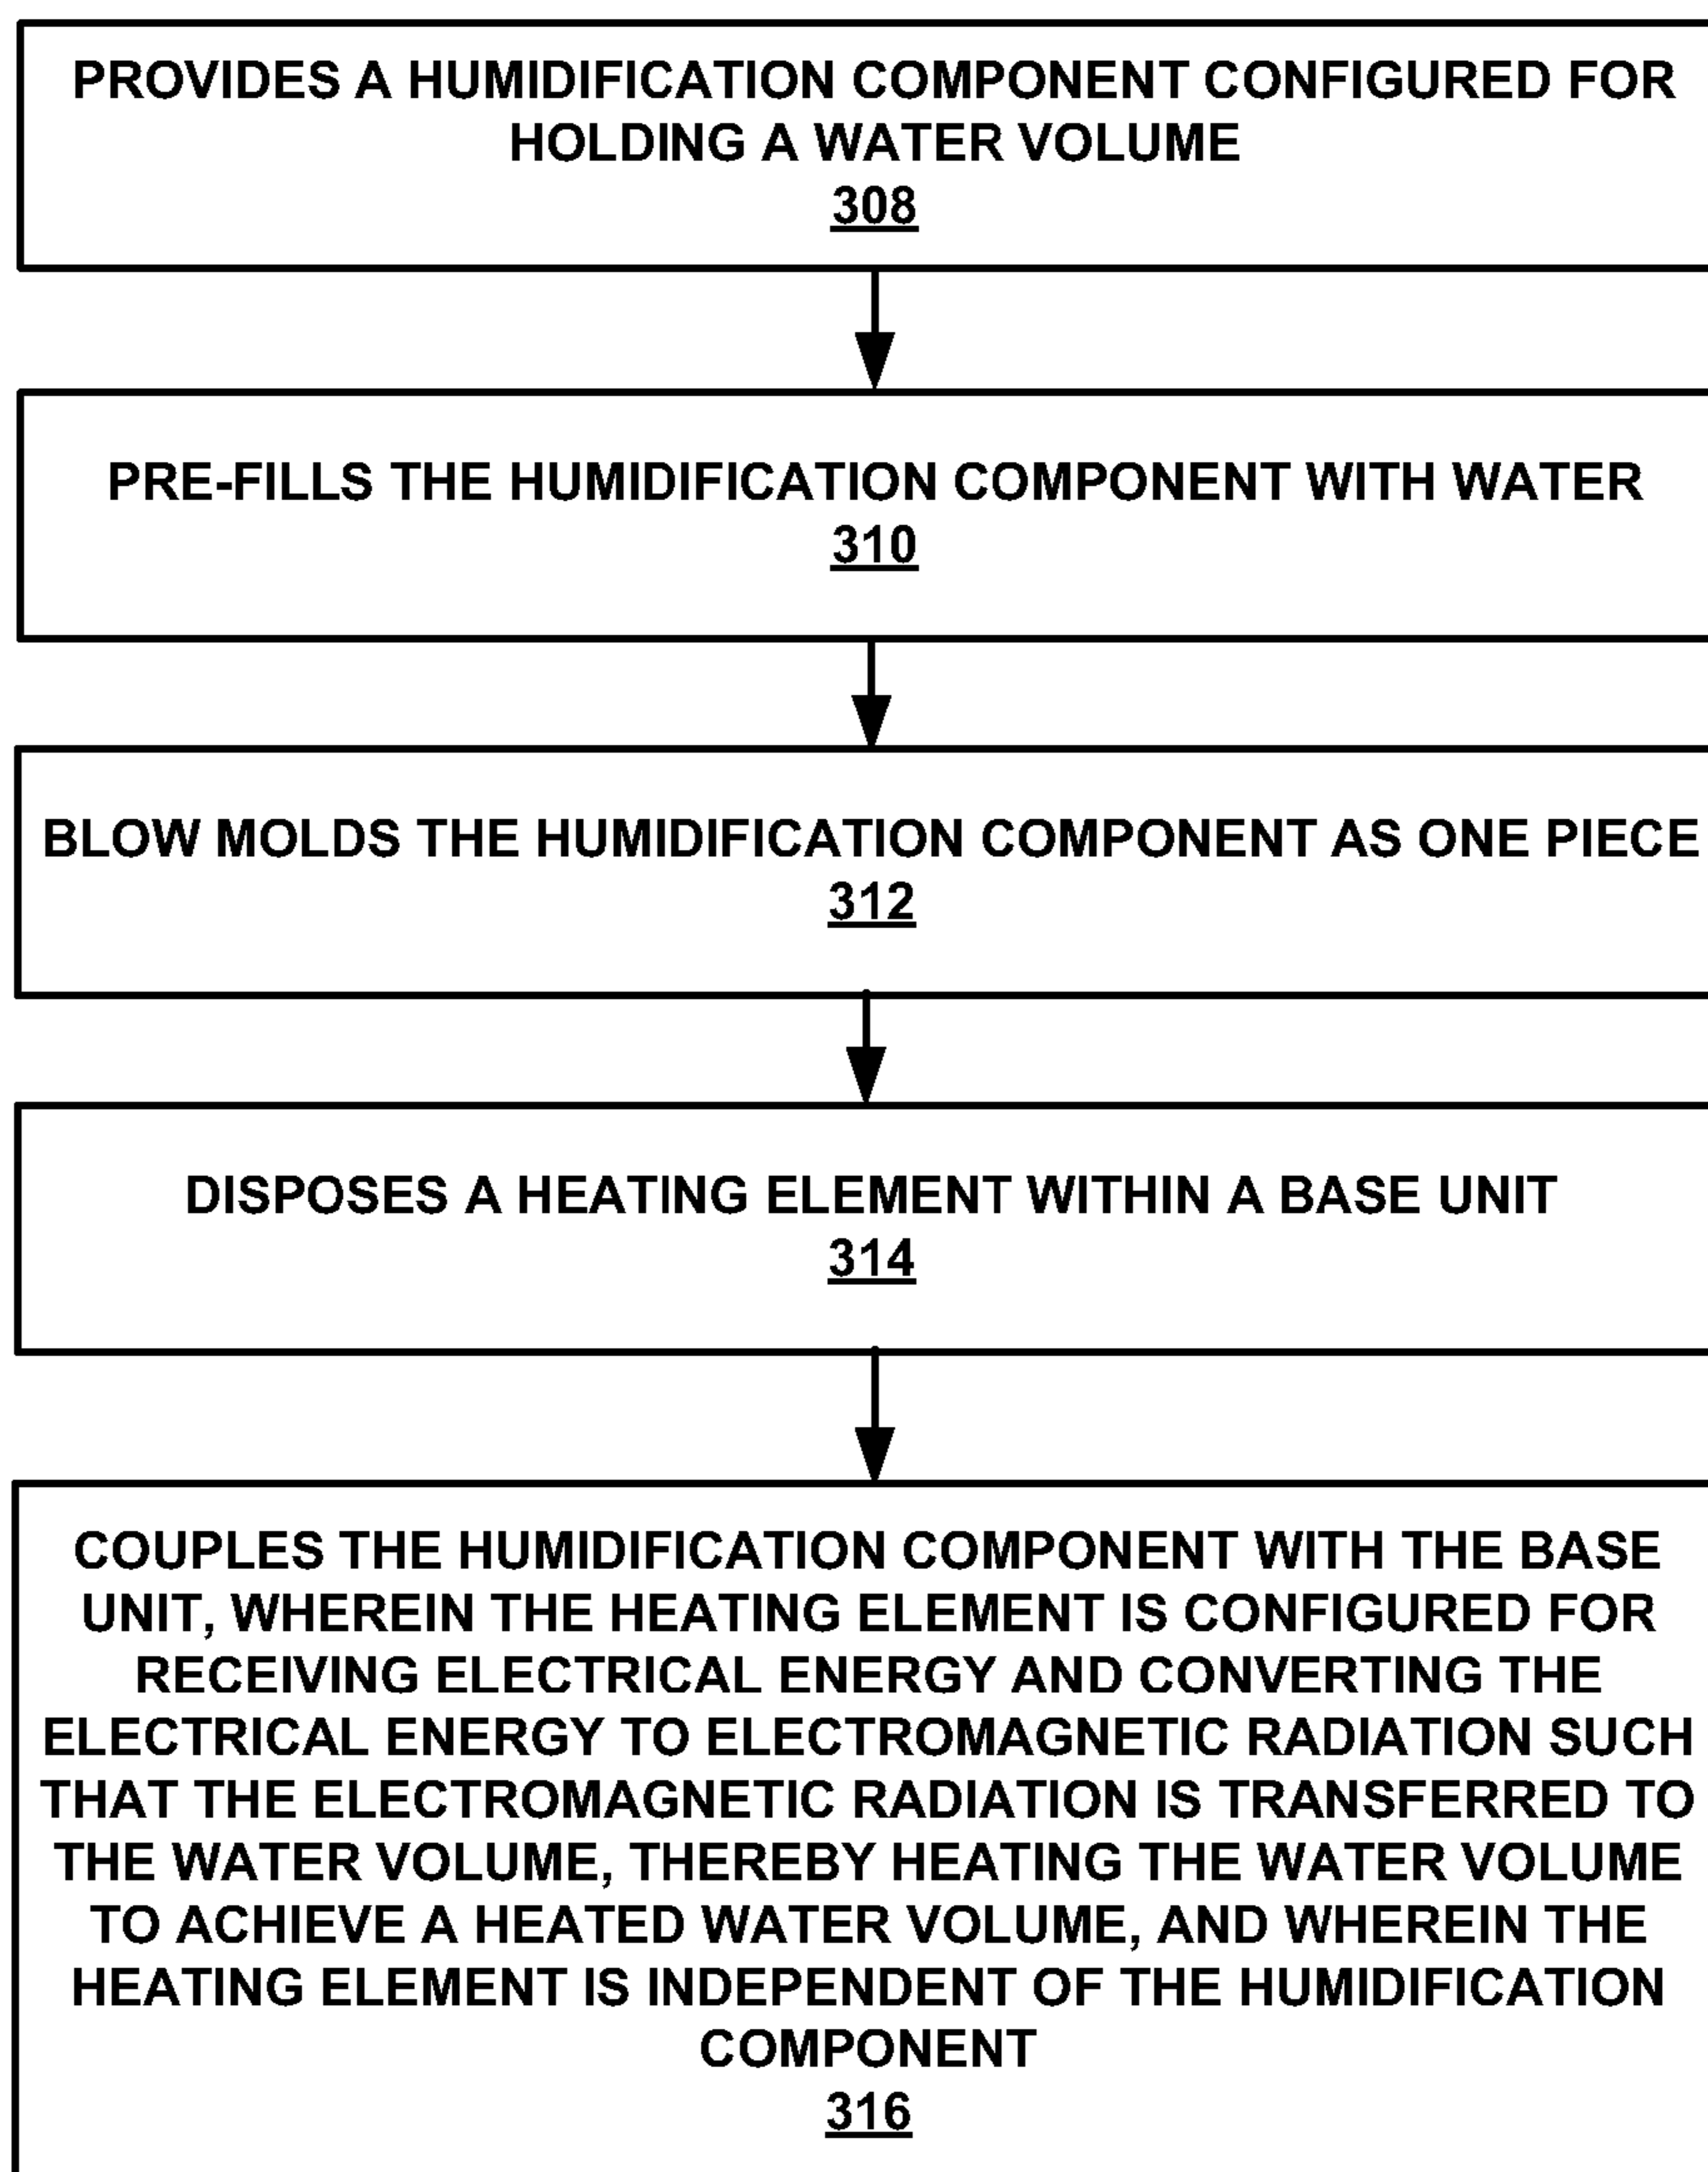 PROVIDES A HUMIDIFICATION COMPONENT CONFIGURED FOR
HOLDING A WATER VOLUME
308
PRE-FILLS THE HUMIDIFICATION COMPONENT WITH WATER
310
BLOW MOLDS THE HUMIDIFICATION COMPONENT AS ONE PIECE
312
DISPOSES A HEATING ELEMENT WITHIN A BASE UNIT
314
COUPLES THE HUMIDIFICATION COMPONENT WITH THE BASE
UNIT, WHEREIN THE HEATING ELEMENT IS CONFIGURED FOR
RECEIVING ELECTRICAL ENERGY AND CONVERTING THE
ELECTRICAL ENERGY TO ELECTROMAGNETIC RADIATION SUCH
THAT THE ELECTROMAGNETIC RADIATION IS TRANSFERRED TO
THE WATER VOLUME, THEREBY HEATING THE WATER VOLUME
TO ACHIEVE A HEATED WATER VOLUME, AND WHEREIN THE
HEATING ELEMENT IS INDEPENDENT OF THE HUMIDIFICATION
COMPONENT
316